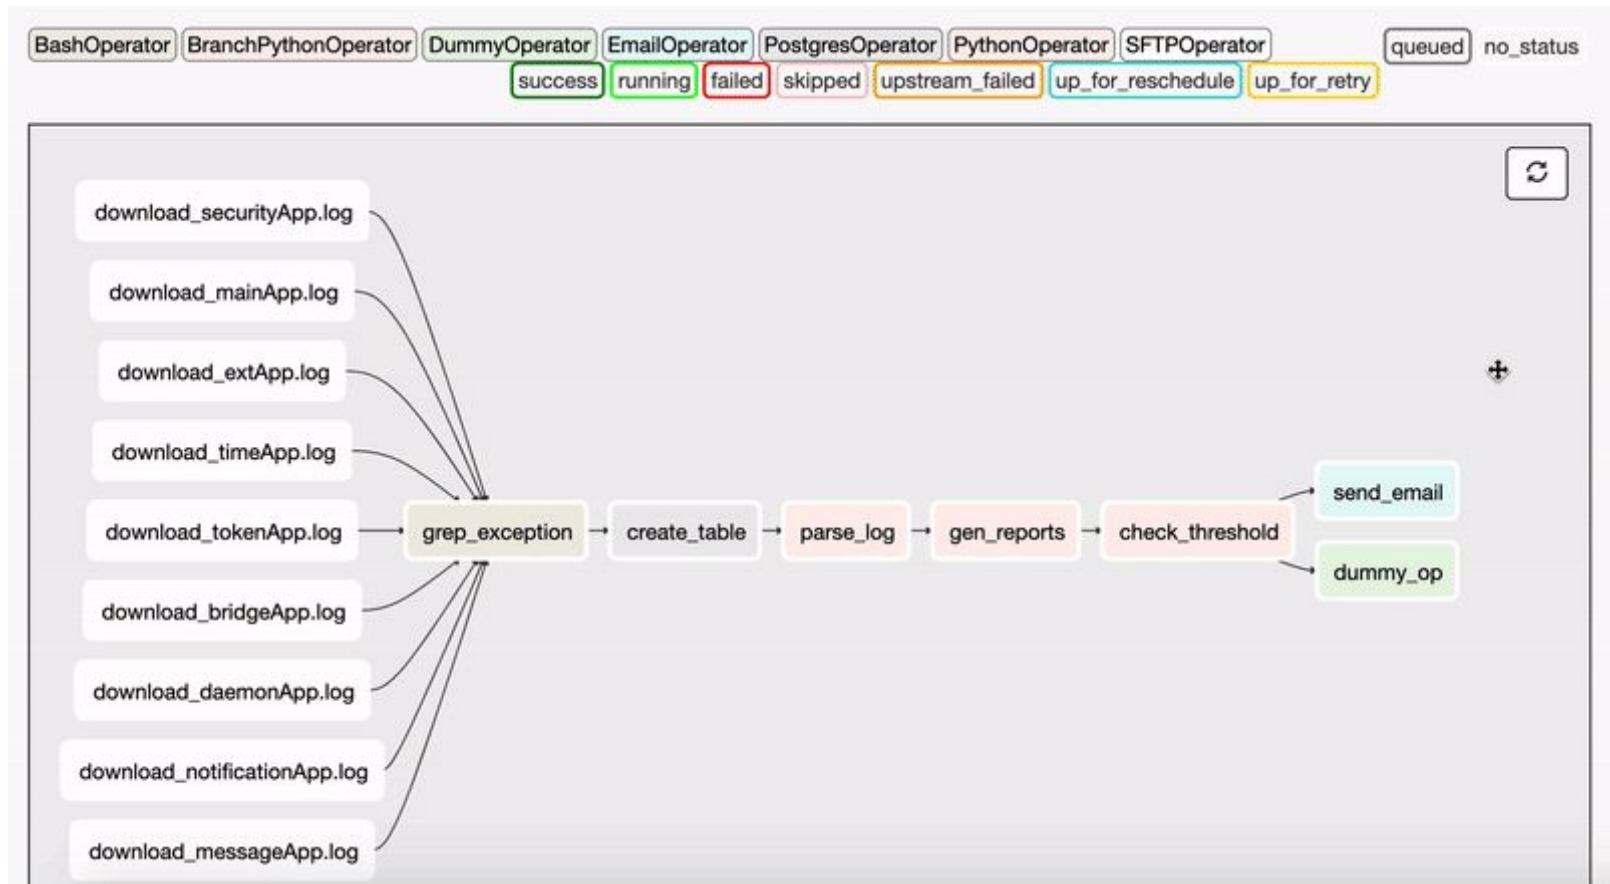 BashOperator BranchPythonOperator DummyOperator EmailOperator PostgresOperator PythonOperator SFTPOperator queued no_status
success running failed skipped upstream_failed up_for_reschedule up_for_retry
download_securityApp.log
download_mainApp.log
download_extApp.log
download_timeApp.log
send_email
download_tokenApp.log grep_exception create_table parse_log gen_reports check_threshold
dummy_op
download_bridgeApp.log
download_daemonApp.log
download_notificationApp.log
download_messageApp.log